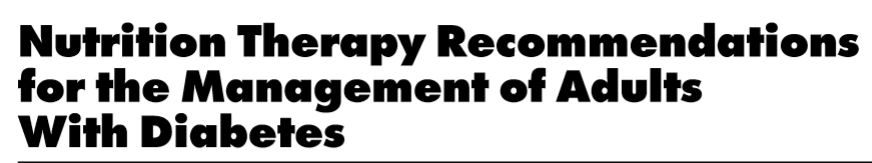 Nutrition Therapy Recommendations
for the Management of Adults
With Diabetes